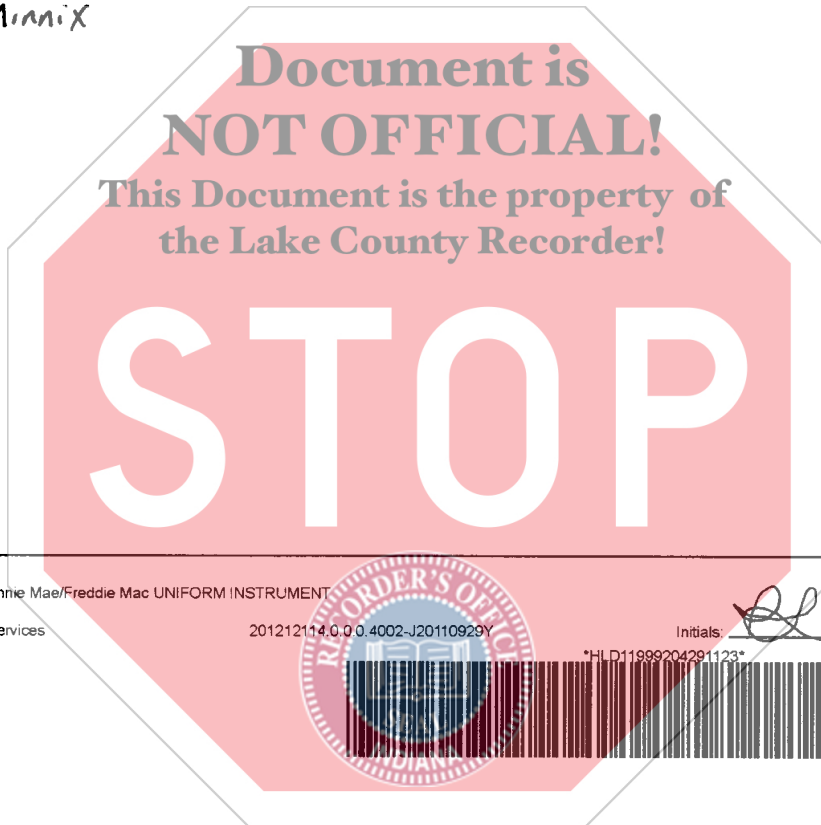 Minnix
Document is
NOT OFFICIAL!
This Document is the property of
the Lake County Recorder!
STOP
nnie Mae/Freddie Mac UNIFORM INSTRUMENT
ervices
201212114.0.0.0.4002-J20110929Y
Initials:
*HLD11999204291123*
RECORDER'S OFFICE
SEAL
INDIANA